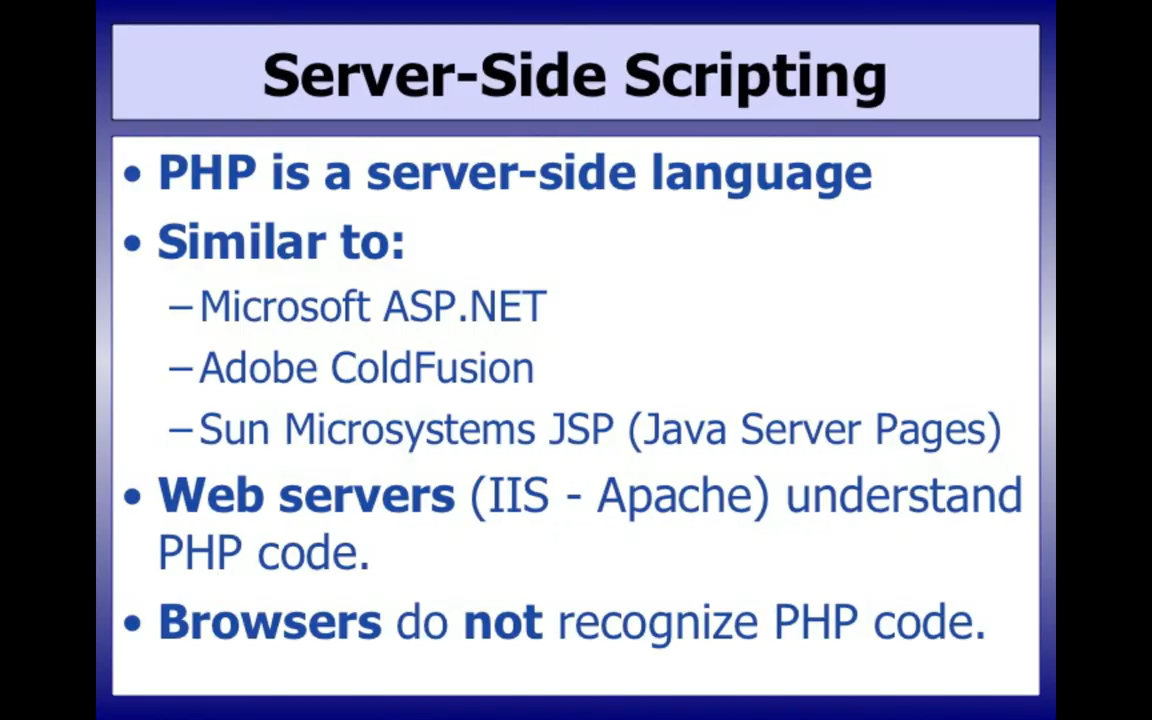 Server-Side Scripting
• PHP is a server-side language
• Similar to:
–Microsoft ASP.NET
–Adobe ColdFusion
–Sun Microsystems JSP (Java Server Pages)
• Web servers (IIS - Apache) understand
PHP code.
• Browsers do not recognize PHP code.